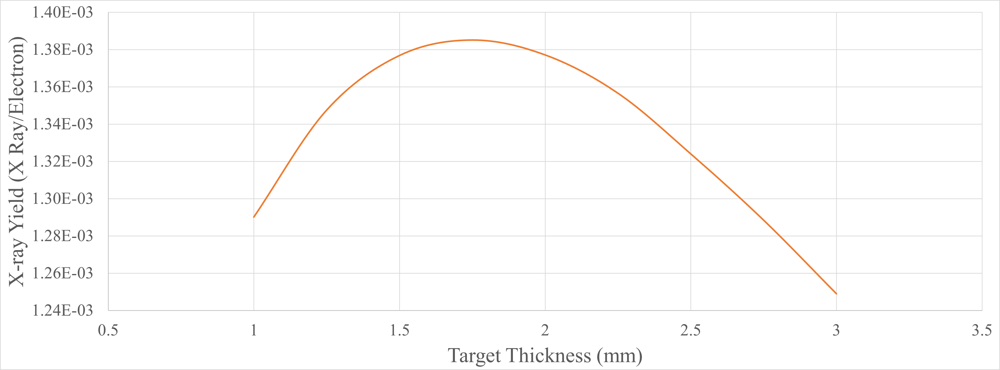 X-ray Yield (X Ray/Electron)
1.40E-03
1.38E-03
1.36E-03
1.34E-03
1.32E-03
1.30E-03
1.28E-03
1.26E-03
1.24E-03
0.5 1 1.5 2 2.5 3 3.5
Target Thickness (mm)